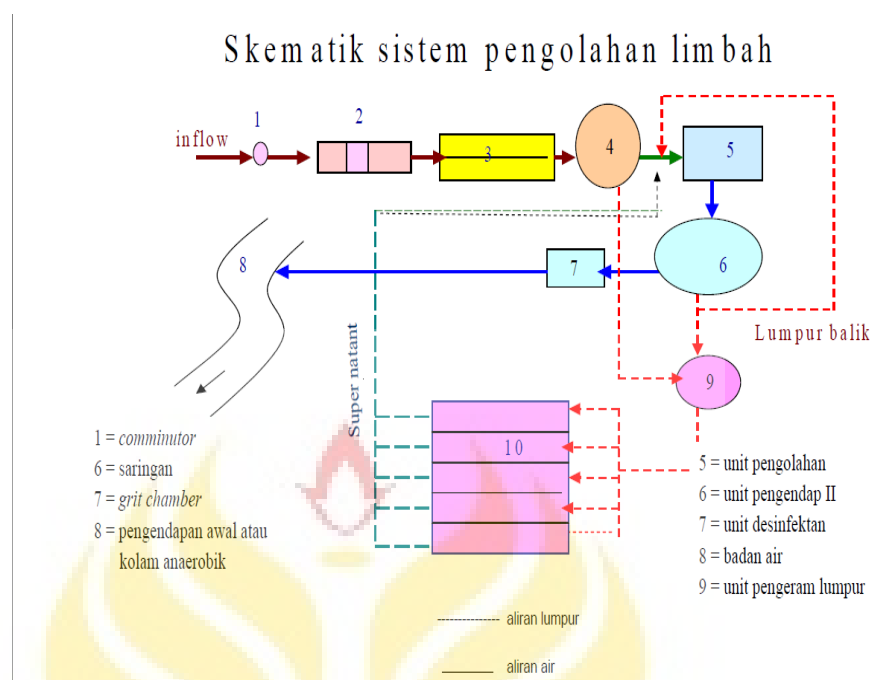 Skematik sistem pengolahan limbah
inflow
1
2
3
4
5
6
7
8
Lumpur balik
9
Super natant
10
1 = comminutor
6 = saringan
7 = grit chamber
8 = pengendapan awal atau
kolam anaerobik
5 = unit pengolahan
6 = unit pengendap II
7 = unit desinfektan
8 = badan air
9 = unit pengeram lumpur
aliran lumpur
aliran air